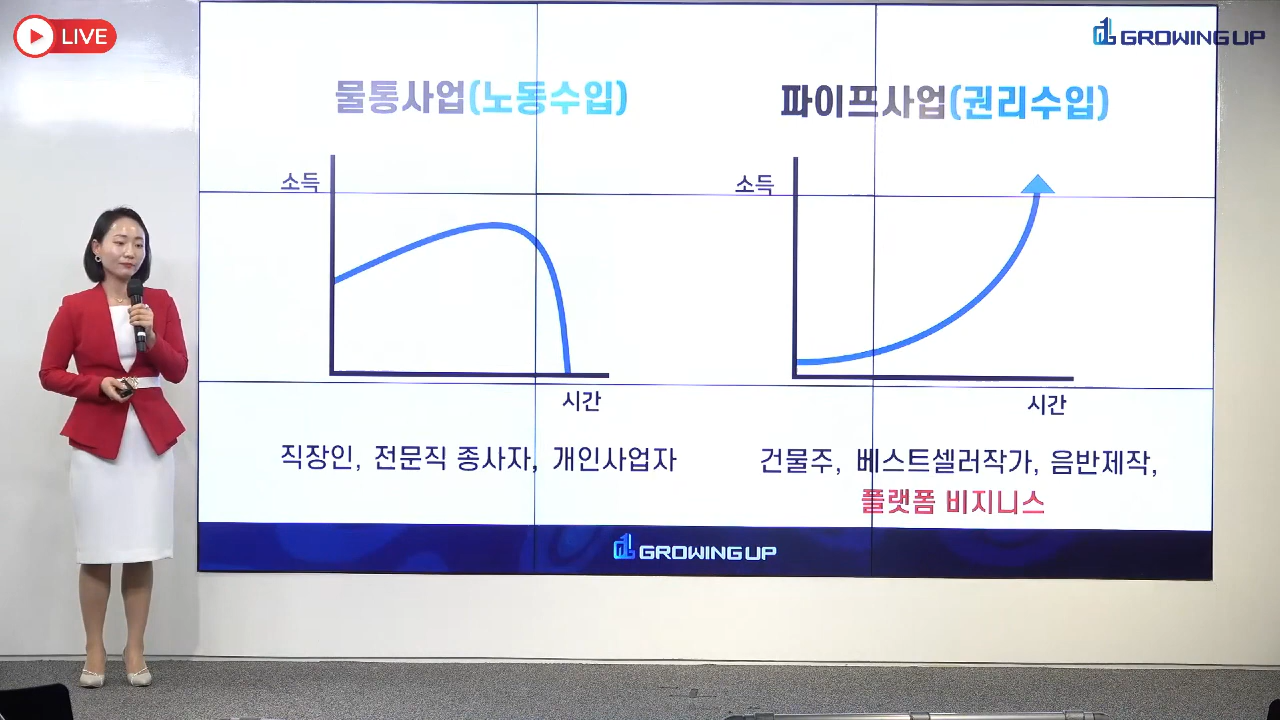 LIVE
GROWING UP
물통사업(노동수입)
파이프사업(권리수입)
소득
소득
시간
시간
직장인, 전문직 종사자, 개인사업자
건물주, 베스트셀러작가, 음반제작,
플랫폼 비지니스
GROWING UP